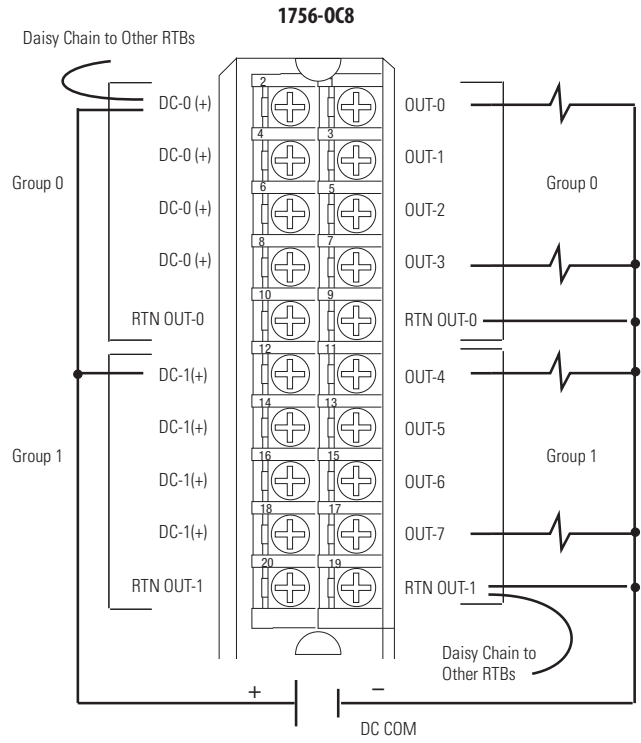 1756-OC8
Daisy Chain to Other RTBs
2 1
DC-0 (+) OUT-0
4 3
DC-0 (+) OUT-1
Group 0 Group 0
6 5
DC-0 (+) OUT-2
8 7
DC-0 (+) OUT-3
10 9
RTN OUT-0 RTN OUT-0
12 11
DC-1(+) OUT-4
14 13
DC-1(+) OUT-5
Group 1 Group 1
16 15
DC-1(+) OUT-6
18 17
DC-1(+) OUT-7
20 19
RTN OUT-1 RTN OUT-1
Daisy Chain to
Other RTBs
+ –
DC COM